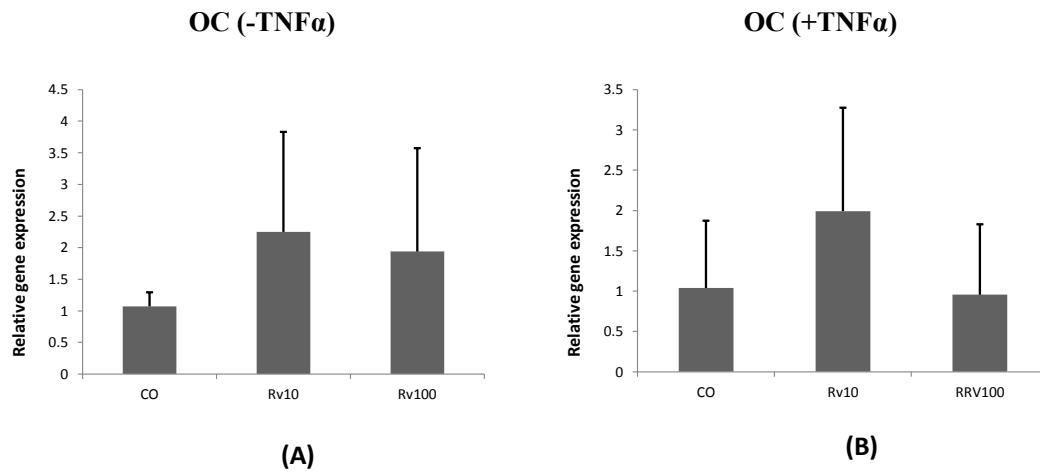 OC (-TNFα)
4.5
4
3.5
3
2.5
2
1.5
1
0.5
0
Relative gene expression
CO Rv10 Rv100
(A)
OC (+TNFα)
3.5
3
2.5
2
1.5
1
0.5
0
Relative gene expression
CO Rv10 RRV100
(B)